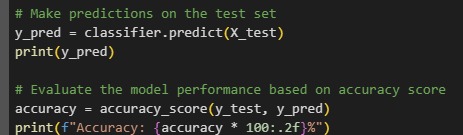 # Make predictions on the test set
y_pred = classifier.predict(X_test)
print(y_pred)
# Evaluate the model performance based on accuracy score
accuracy = accuracy_score(y_test, y_pred)
print(f"Accuracy: {accuracy * 100:.2f}%")